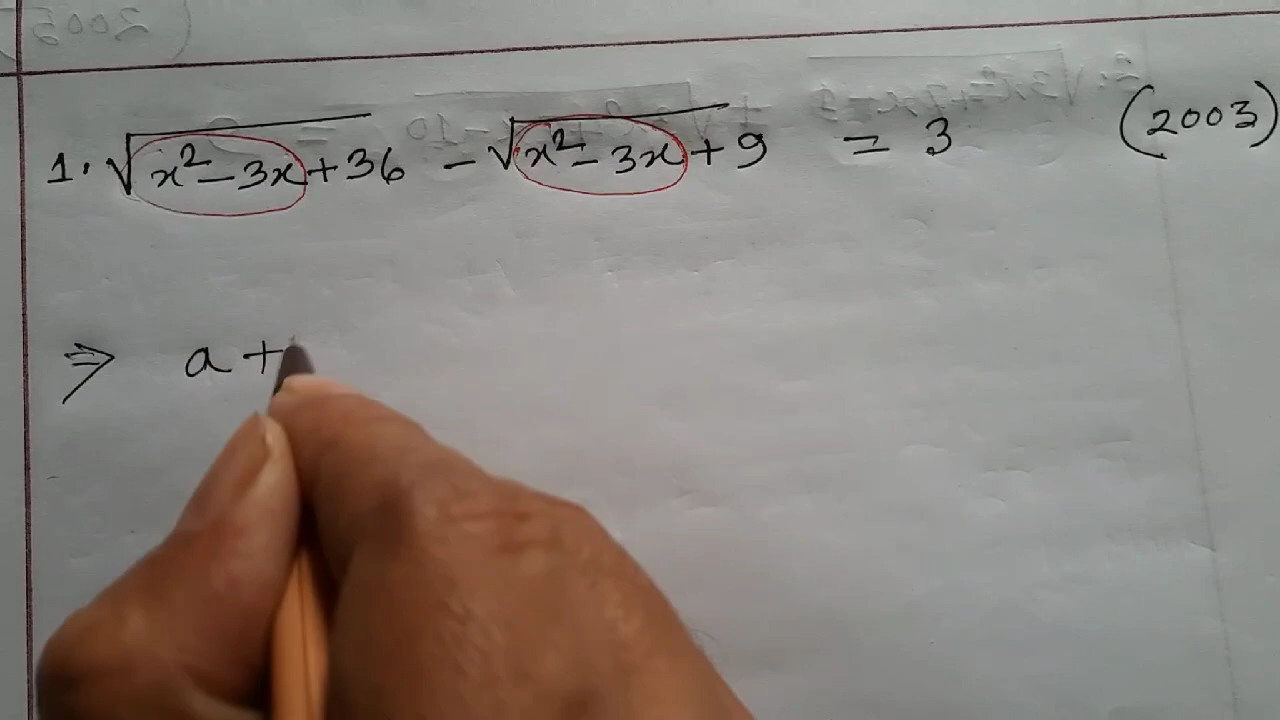 1. √x² - 3x + 36 - √x² - 3x + 9 = 3 (2003)
⇒ a +